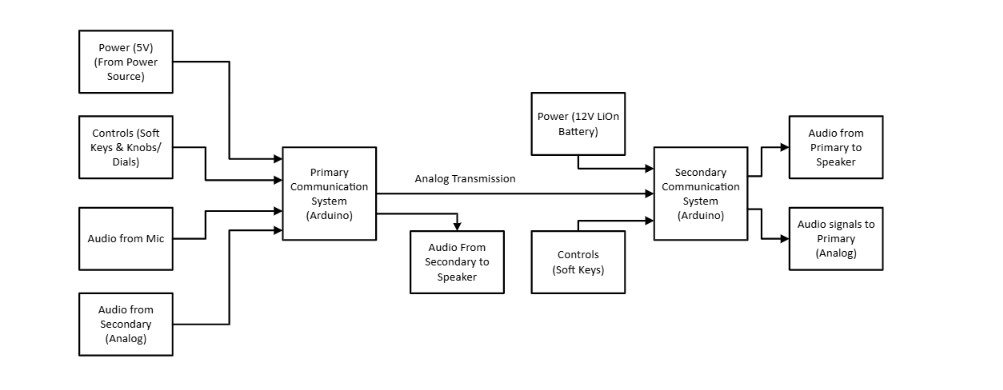 Power (5V)
(From Power
Source)
Controls (Soft
Keys & Knobs/
Dials)
Audio from Mic
Audio from
Secondary
(Analog)
Primary
Communication
System
(Arduino)
Analog Transmission
Audio From
Secondary to
Speaker
Power (12V LiOn
Battery)
Controls
(Soft Keys)
Secondary
Communication
System
(Arduino)
Audio from
Primary to
Speaker
Audio signals to
Primary
(Analog)